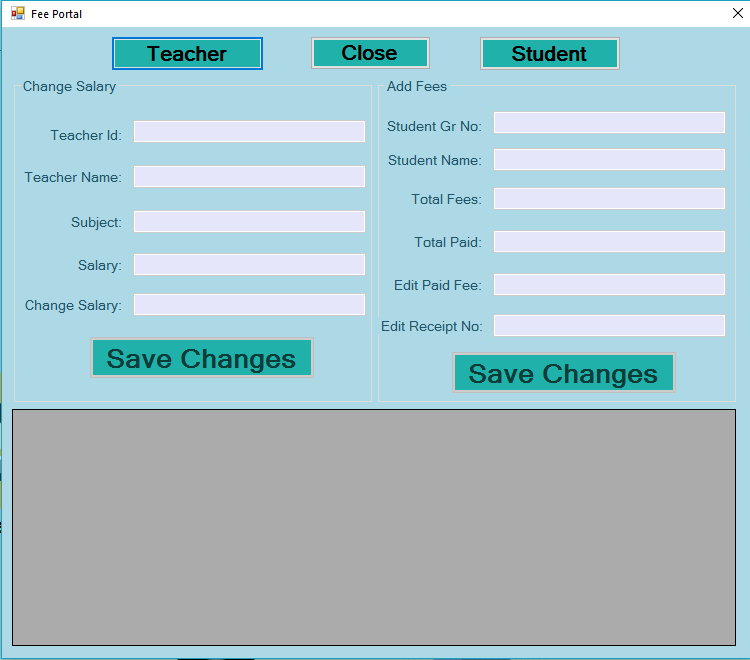 Fee Portal
Teacher
Close
Student
Change Salary
Teacher Id:
Teacher Name:
Subject:
Salary:
Change Salary:
Save Changes
Add Fees
Student Gr No:
Student Name:
Total Fees:
Total Paid:
Edit Paid Fee:
Edit Receipt No:
Save Changes